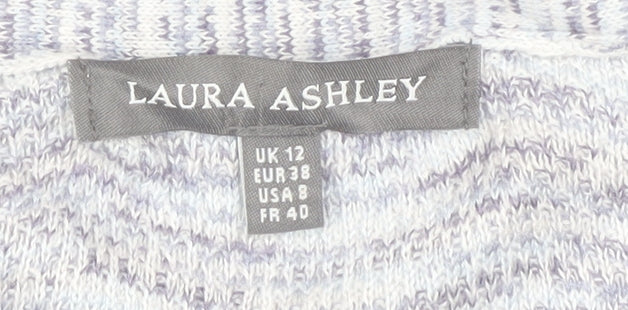 LAURA ASHLEY
UK 12
EUR 38
USA 8
FR 40